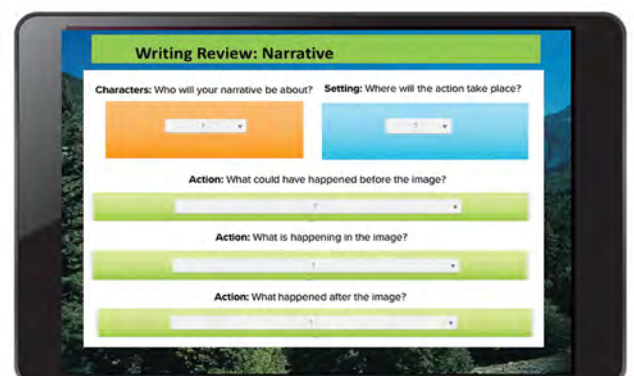 Writing Review: Narrative
Characters: Who will your narrative be about?
Setting: Where will the action take place?
?
?
Action: What could have happened before the image?
?
Action: What is happening in the image?
?
Action: What happened after the image?
?